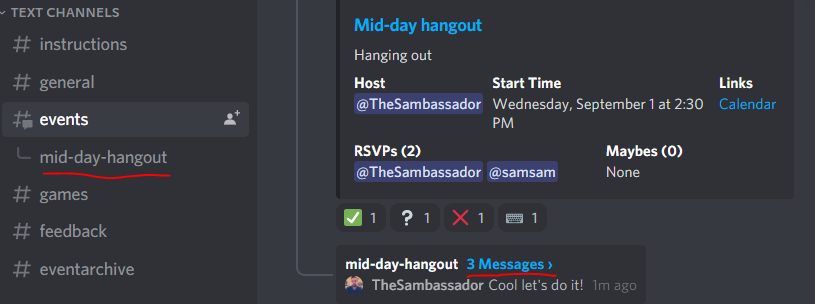 TEXT CHANNELS
instructions
general
events
mid-day-hangout
games
feedback
eventarchive
Mid-day hangout
Hanging out
Host
@TheSambassador
Start Time
Wednesday, September 1 at 2:30
PM
Links
Calendar
RSVPs (2)
@TheSambassador @samsam
Maybes (0)
None
1 ? 1 1 1
mid-day-hangout 3 Messages ›
TheSambassador Cool let's do it! 1m ago